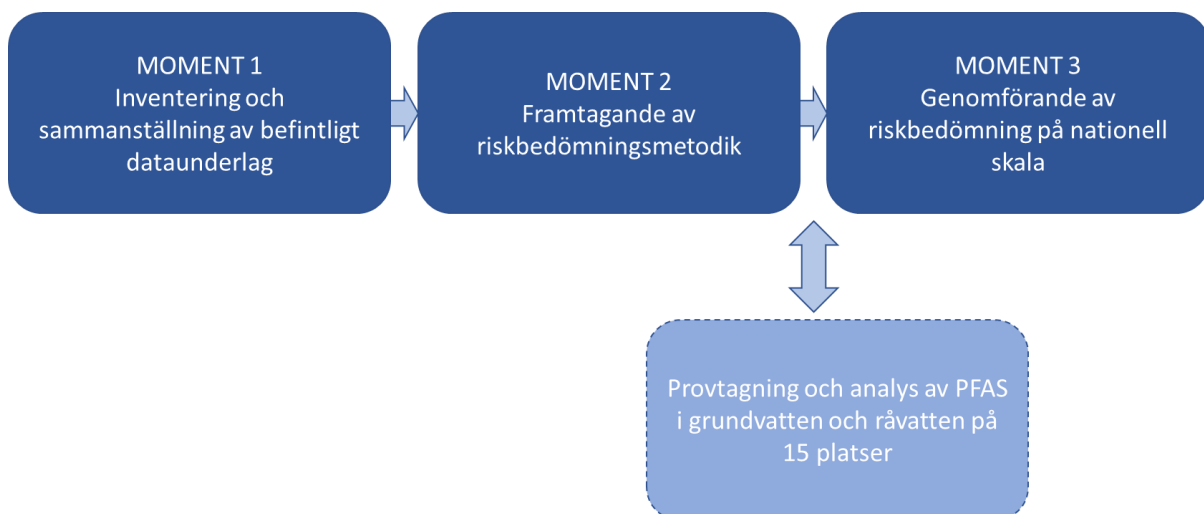 MOMENT 1
Inventering och
sammanställning av befintligt
dataunderlag
MOMENT 2
Framtagande av
riskbedömningsmetodik
MOMENT 3
Genomförande av
riskbedömning på nationell
skala
Provtagning och analys av PFAS
i grundvatten och råvatten på
15 platser